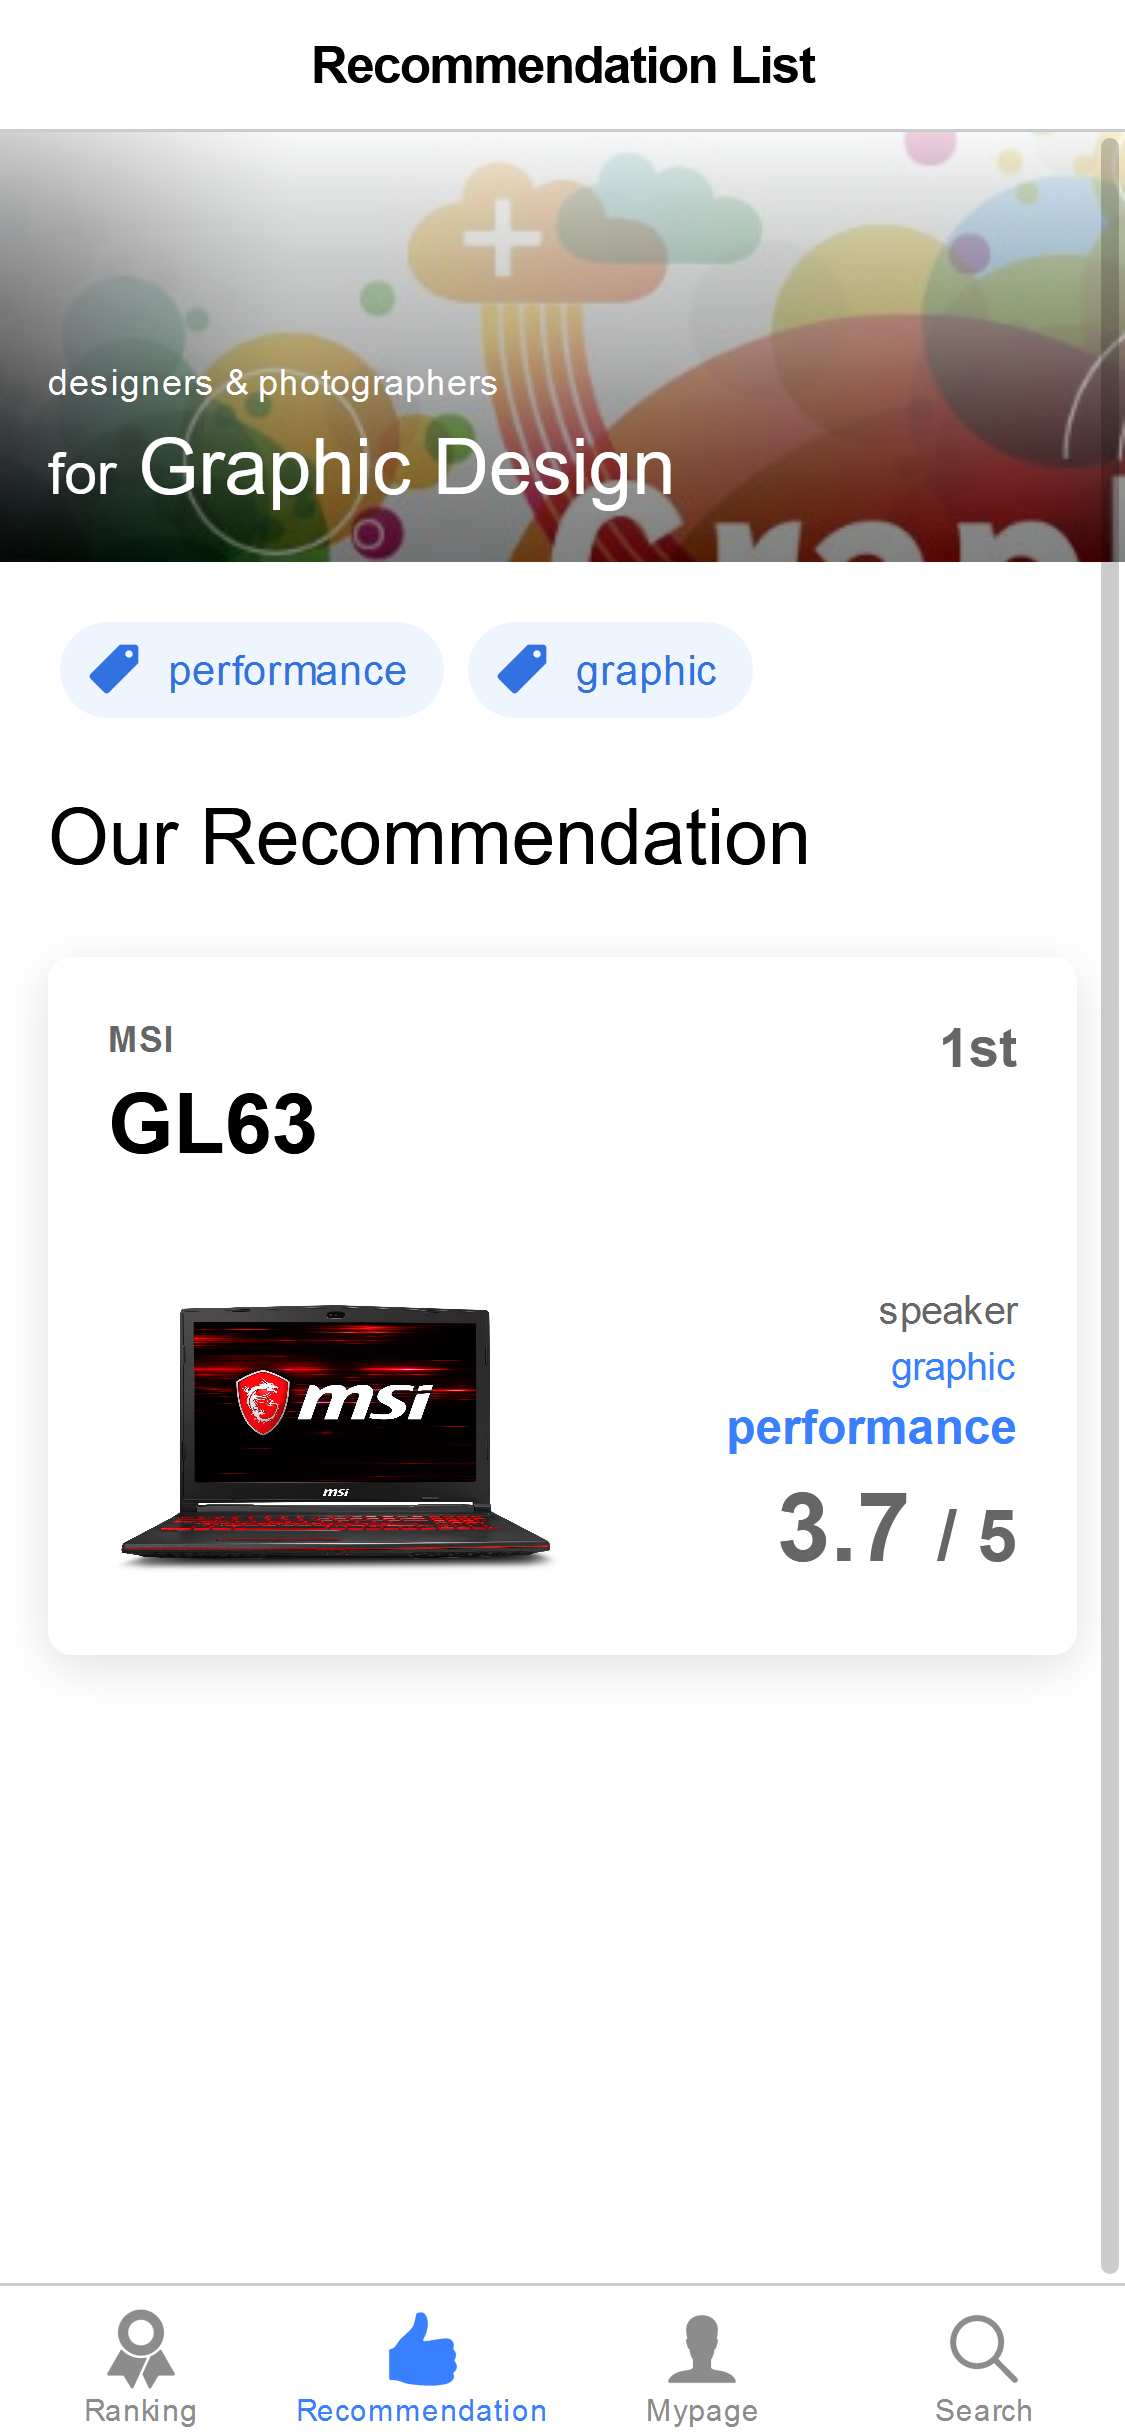 Recommendation List
designers & photographers
for Graphic Design
Grap
performance
graphic
Our Recommendation
MSI
1st
GL63
speaker
graphic
performance
3.7 / 5
msi
msi
Ranking
Recommendation
Mypage
Search